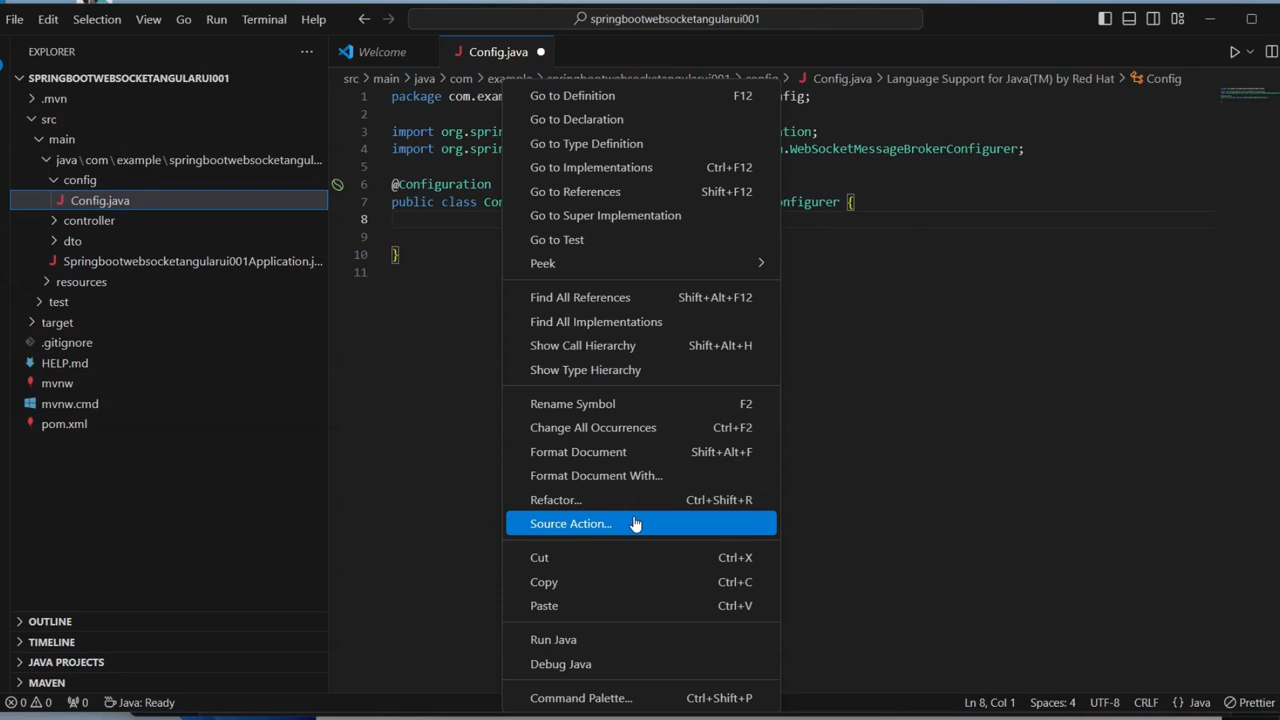 File Edit Selection View Go Run Terminal Help springbootwebsocketangularui001
EXPLORER
SPRINGBOOTWEBSOCKETANGULARUI001
.mvn
src
main
java\com\example\springbootwebsocketangul...
config
Config.java
controller
dto
Springbootwebsocketangularui001Application.j...
resources
test
target
.gitignore
HELP.md
mvnw
mvnw.cmd
pom.xml
OUTLINE
TIMELINE
JAVA PROJECTS
MAVEN
Welcome Config.java
src > main > java > com > example > springbootwebsocketangularui001 > config > Config.java > Language Support for Java(TM) by Red Hat > Config
1 package com.exam fig;
2
3 import org.spri ation;
4 import org.spri n.WebSocketMessageBrokerConfigurer;
5
6 @Configuration
7 public class Con nfigurer {
8
9
10 }
11
Go to Definition F12
Go to Declaration
Go to Type Definition
Go to Implementations Ctrl+F12
Go to References Shift+F12
Go to Super Implementation
Go to Test
Peek >
Find All References Shift+Alt+F12
Find All Implementations
Show Call Hierarchy Shift+Alt+H
Show Type Hierarchy
Rename Symbol F2
Change All Occurrences Ctrl+F2
Format Document Shift+Alt+F
Format Document With...
Refactor... Ctrl+Shift+R
Source Action...
Cut Ctrl+X
Copy Ctrl+C
Paste Ctrl+V
Run Java
Debug Java
Command Palette... Ctrl+Shift+P
0 0 0 Java: Ready Ln 8, Col 1 Spaces: 4 UTF-8 CRLF {} Java Prettier